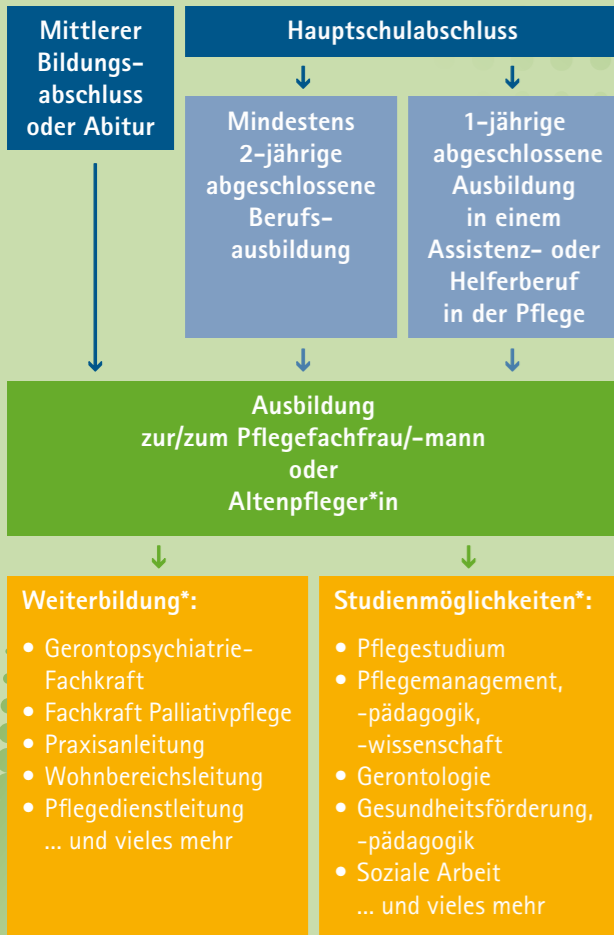 Mittlerer
Bildungs-
abschluss
oder Abitur
Hauptschulabschluss
Mindestens
2-jährige
abgeschlossene
Berufs-
ausbildung
1-jährige
abgeschlossene
Ausbildung
in einem
Assistenz- oder
Helferberuf
in der Pflege
Ausbildung
zur/zum Pflegefachfrau/-mann
oder
Altenpfleger*in
Weiterbildung*:
• Gerontopsychiatrie-
Fachkraft
• Fachkraft Palliativpflege
• Praxisanleitung
• Wohnbereichsleitung
• Pflegedienstleitung
... und vieles mehr
Studienmöglichkeiten*:
• Pflegestudium
• Pflegemanagement,
-pädagogik,
-wissenschaft
• Gerontologie
• Gesundheitsförderung,
-pädagogik
• Soziale Arbeit
... und vieles mehr